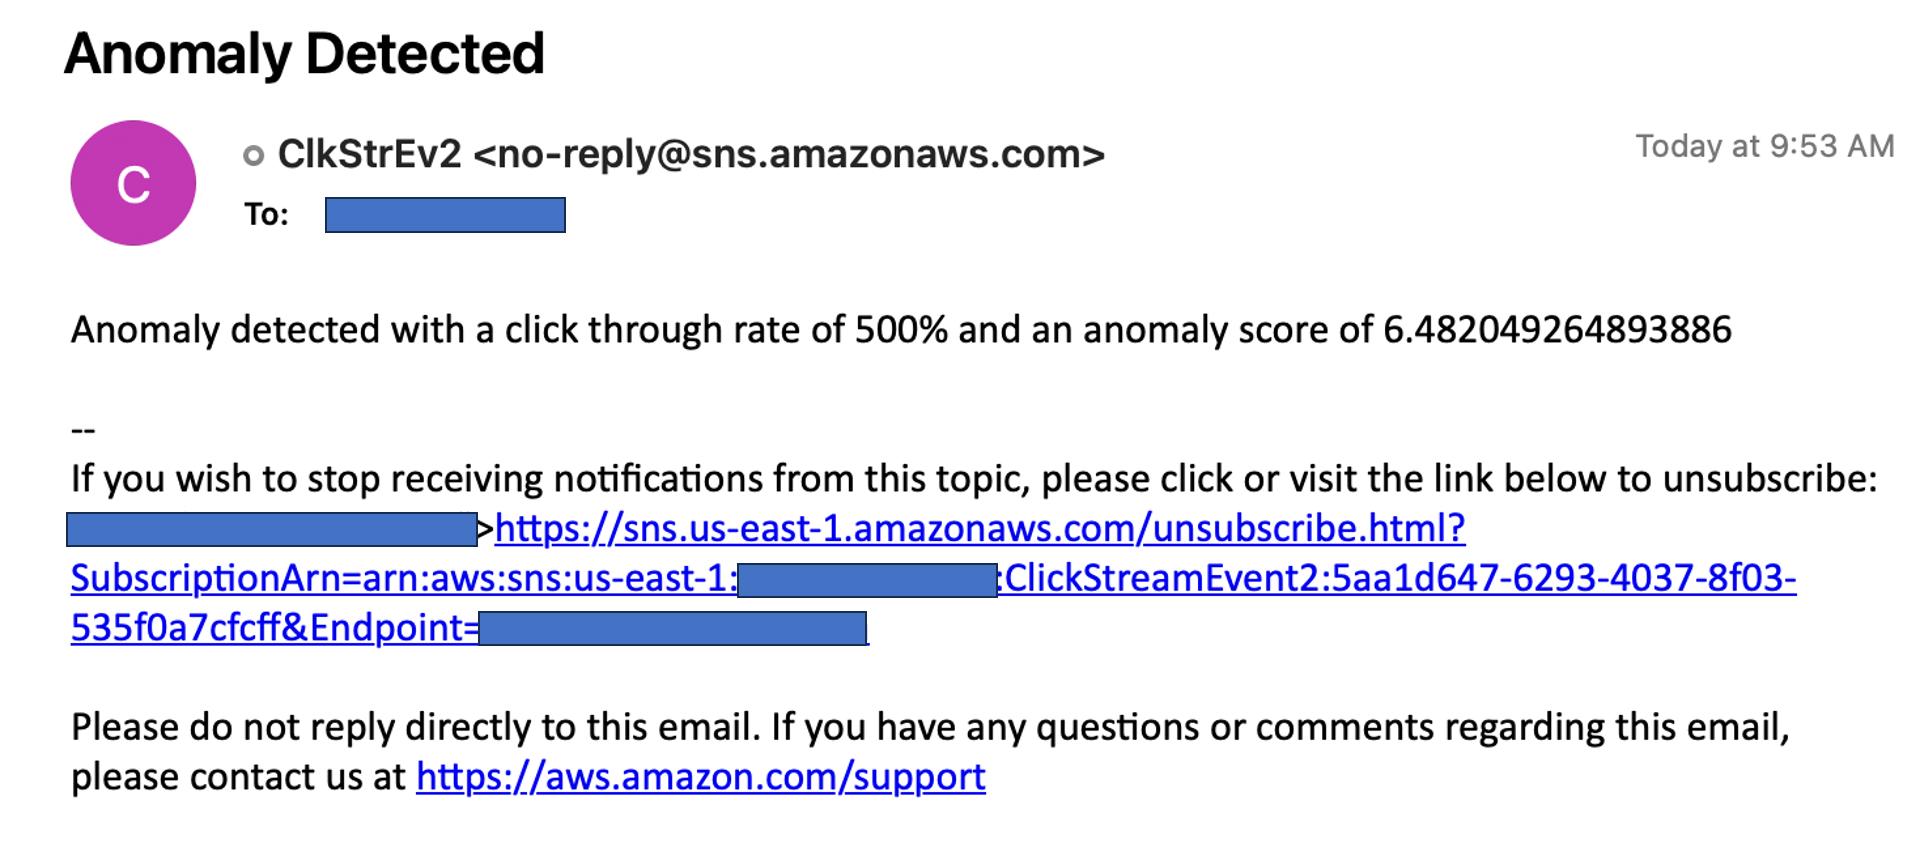 Anomaly Detected
C
ClkStrEv2 <no-reply@sns.amazonaws.com>
Today at 9:53 AM
To:
Anomaly detected with a click through rate of 500% and an anomaly score of 6.482049264893886
--
If you wish to stop receiving notifications from this topic, please click or visit the link below to unsubscribe:
>https://sns.us-east-1.amazonaws.com/unsubscribe.html?
SubscriptionArn=arn:aws:sns:us-east-1: :ClickStreamEvent2:5aa1d647-6293-4037-8f03-
535f0a7cfcff&Endpoint=
Please do not reply directly to this email. If you have any questions or comments regarding this email,
please contact us at https://aws.amazon.com/support